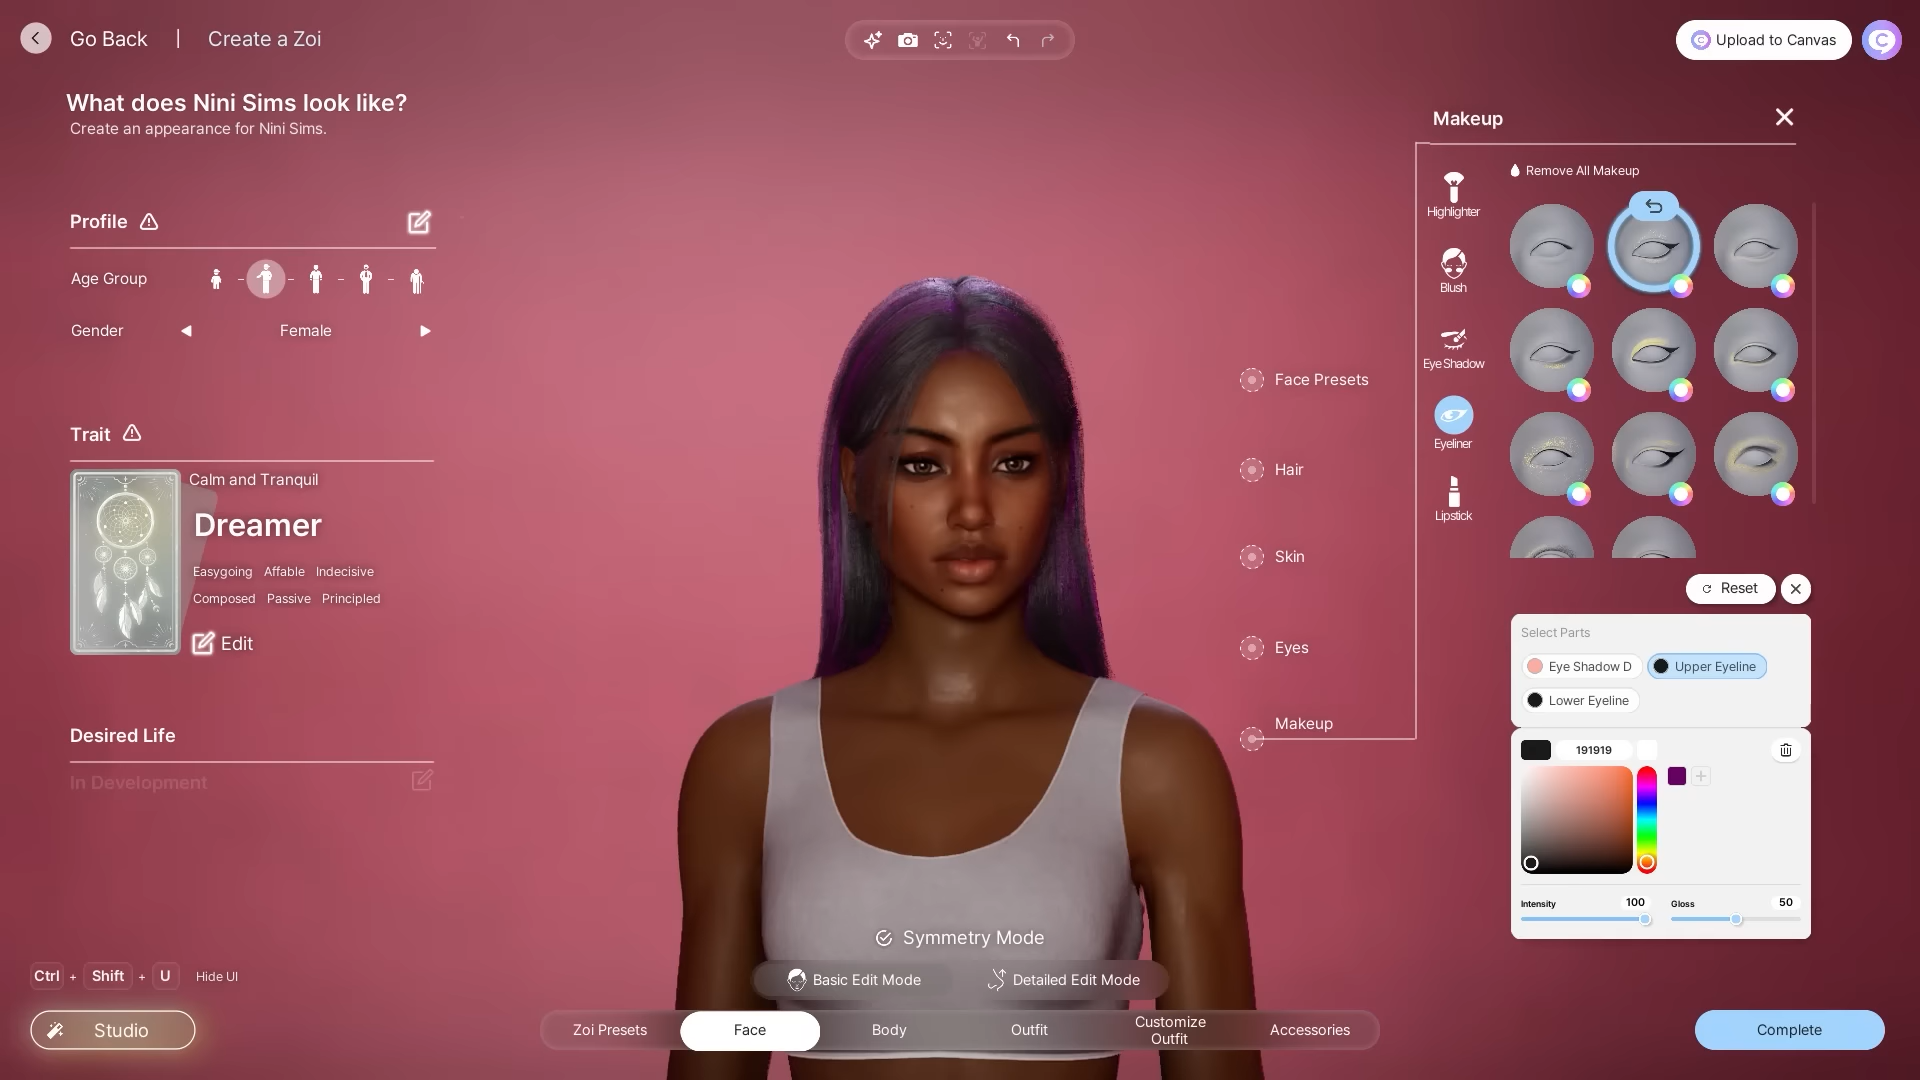 Go Back | Create a Zoi
Upload to Canvas
What does Nini Sims look like?
Create an appearance for Nini Sims.
Profile
Age Group
Gender
Female
Trait
Calm and Tranquil
Dreamer
Easygoing Affable Indecisive
Composed Passive Principled
Edit
Desired Life
In Development
Ctrl + Shift + U Hide UI
Studio
Face Presets
Hair
Skin
Eyes
Makeup
Symmetry Mode
Basic Edit Mode
Detailed Edit Mode
Zoi Presets
Face
Body
Outfit
Customize
Outfit
Accessories
Makeup
Remove All Makeup
Highlighter
Blush
Eye Shadow
Eyeliner
Lipstick
Reset
Select Parts
Eye Shadow D
Upper Eyeline
Lower Eyeline
191919
Intensity 100
Gloss 50
Complete